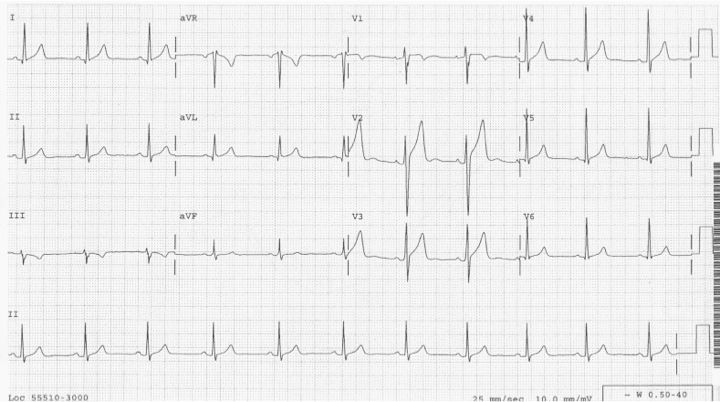 I aVR V1 V4
II aVL V2 V5
III aVF V3 V6
II
Loc 55510-3000 25 mm/sec 10.0 mm/mV ~ W 0.50-40